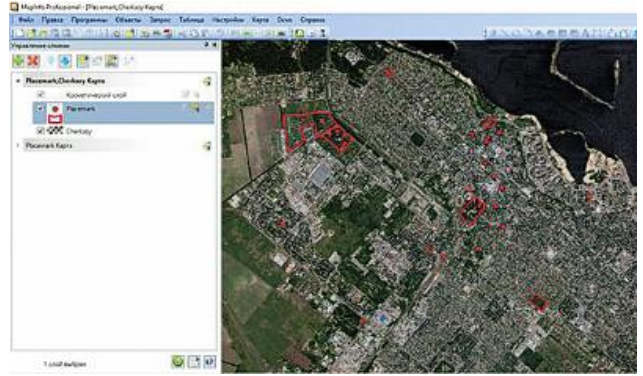 MapInfo Professional - [Placemark,Cherkasy Карта]
Файл Правка Программы Объекты Запрос Таблица Настройки Карта Окно Справка
Управление слоями
Placemark,Cherkasy Карта
Косметический слой
Placemark
Cherkasy
Placemark Карта
1 слой выбран